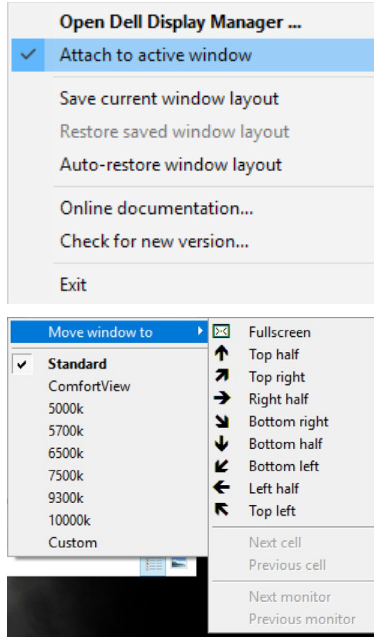 Open Dell Display Manager ...
Attach to active window
Save current window layout
Restore saved window layout
Auto-restore window layout
Online documentation...
Check for new version...
Exit
Move window to
Standard
ComfortView
5000k
5700k
6500k
7500k
9300k
10000k
Custom
Fullscreen
Top half
Top right
Right half
Bottom right
Bottom half
Bottom left
Left half
Top left
Next cell
Previous cell
Next monitor
Previous monitor